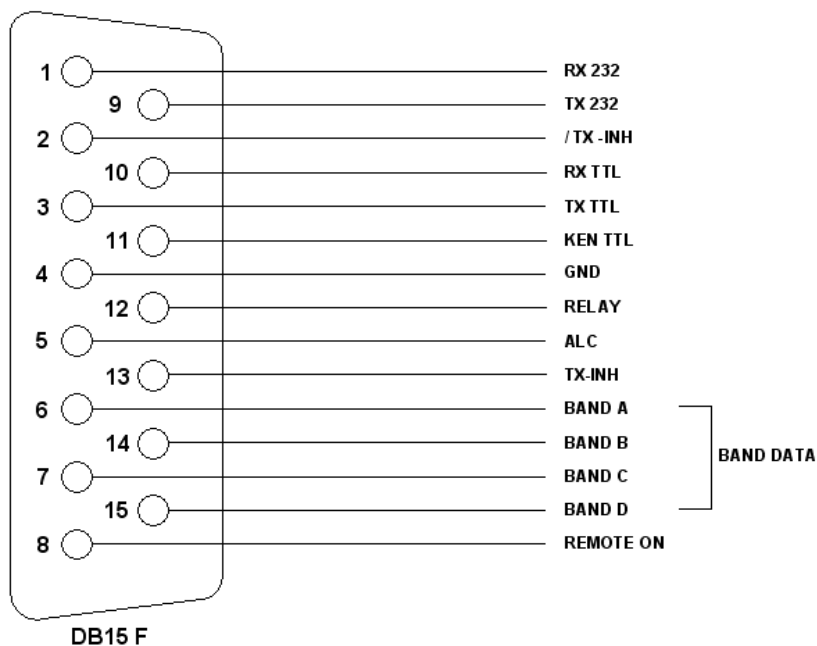 1 RX 232
9 TX 232
2 / TX -INH
10 RX TTL
3 TX TTL
11 KEN TTL
4 GND
12 RELAY
5 ALC
13 TX-INH
6 BAND A
14 BAND B
7 BAND C
BAND DATA
15 BAND D
8 REMOTE ON
DB15 F